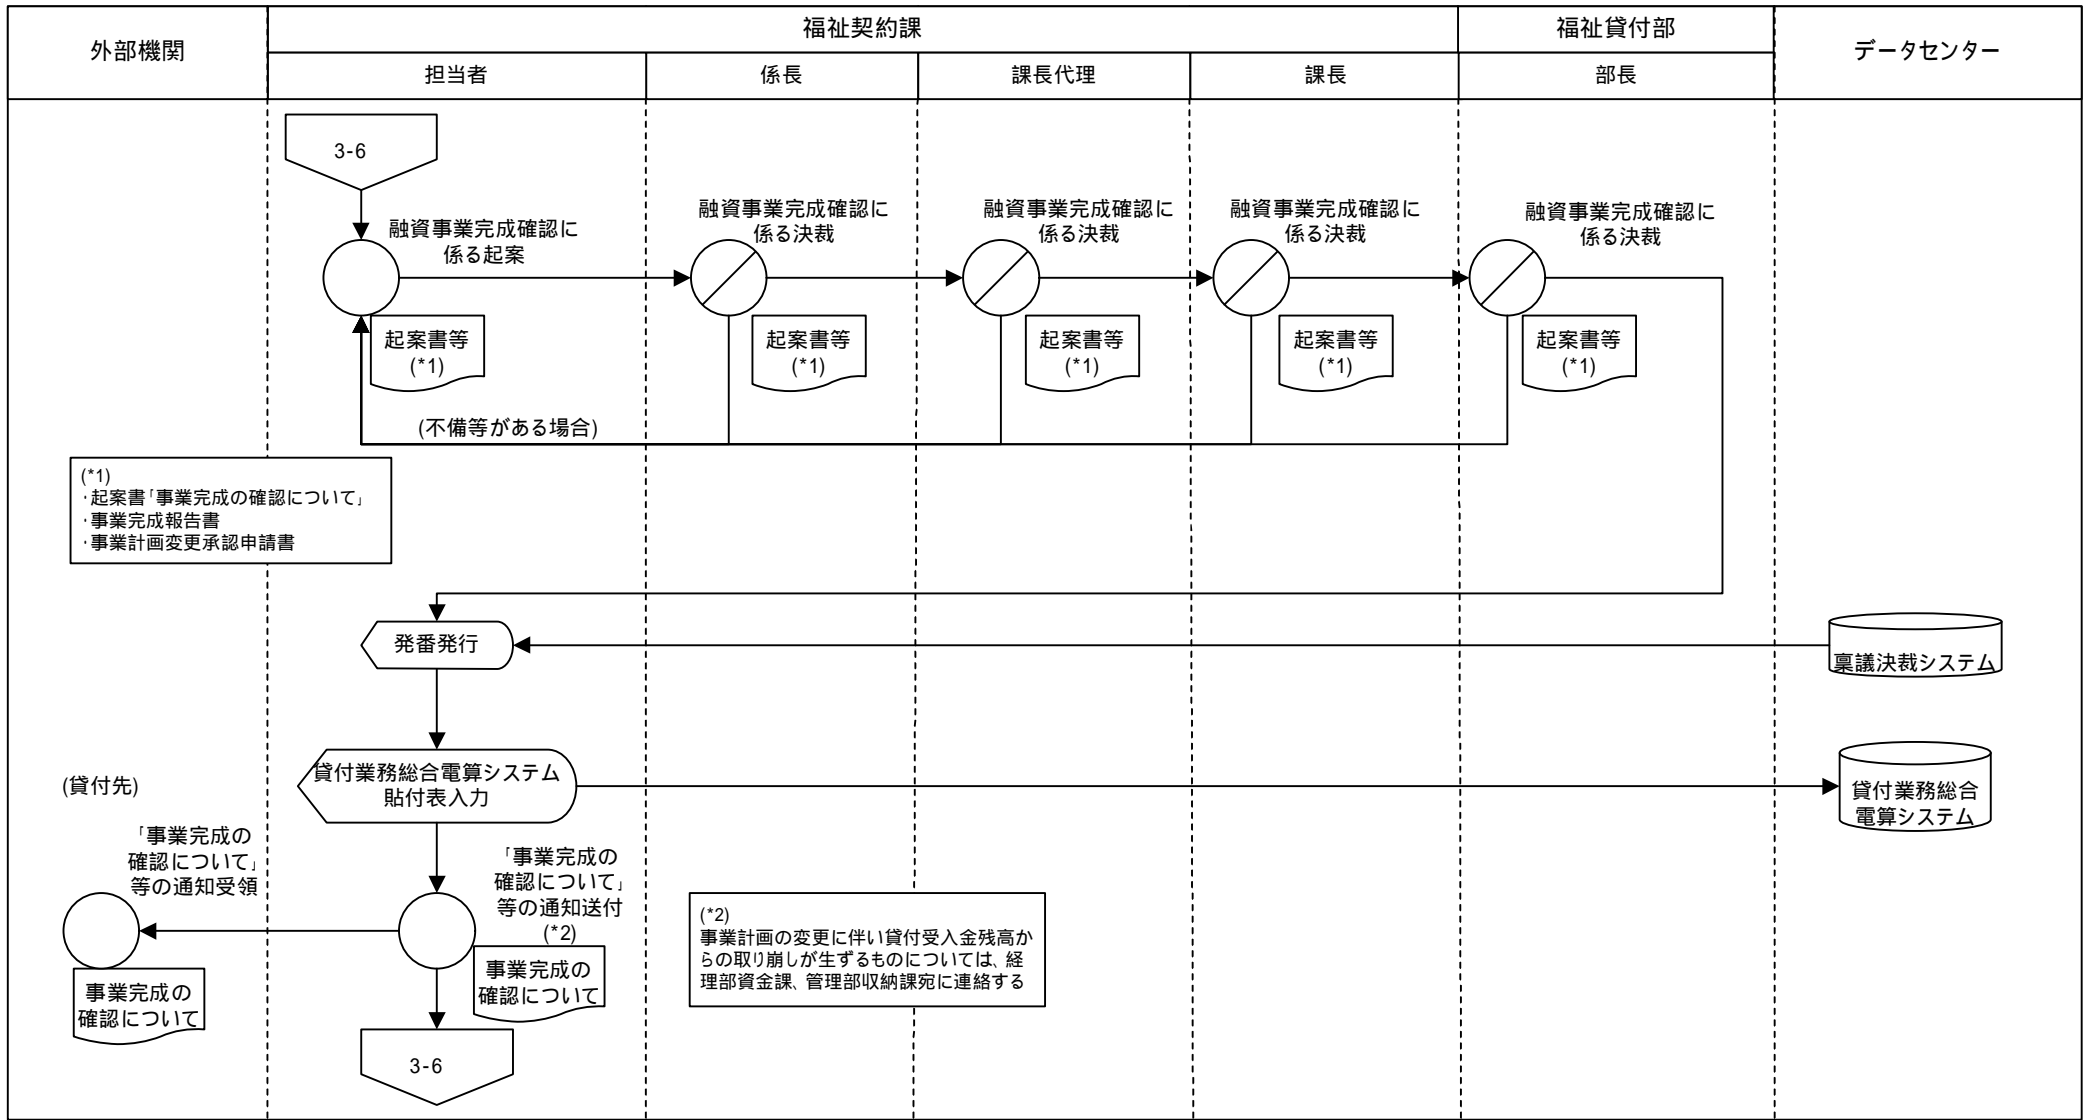 外部機関
福祉契約課
福祉貸付部
データセンター
担当者
係長
課長代理
課長
部長
3-6
融資事業完成確認に
係る起案
融資事業完成確認に
係る決裁
融資事業完成確認に
係る決裁
融資事業完成確認に
係る決裁
融資事業完成確認に
係る決裁
起案書等
(*1)
起案書等
(*1)
起案書等
(*1)
起案書等
(*1)
起案書等
(*1)
(不備等がある場合)
(*1)
・起案書「事業完成の確認について」
・事業完成報告書
・事業計画変更承認申請書
発番発行
稟議決裁システム
貸付業務総合電算システム
貼付表入力
貸付業務総合
電算システム
(貸付先)
「事業完成の
確認について」
等の通知受領
「事業完成の
確認について」
等の通知送付
(*2)
事業完成の
確認について
事業完成の
確認について
(*2)
事業計画の変更に伴い貸付受入金残高か
らの取り崩しが生ずるものについては、経
理部資金課、管理部収納課宛に連絡する
3-6